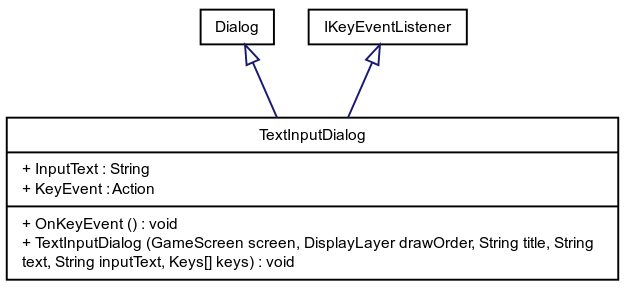 Dialog
IKeyEventListener
TextInputDialog
+ InputText : String
+ KeyEvent : Action
+ OnKeyEvent () : void
+ TextInputDialog (GameScreen screen, DisplayLayer drawOrder, String title, String
text, String inputText, Keys[] keys) : void